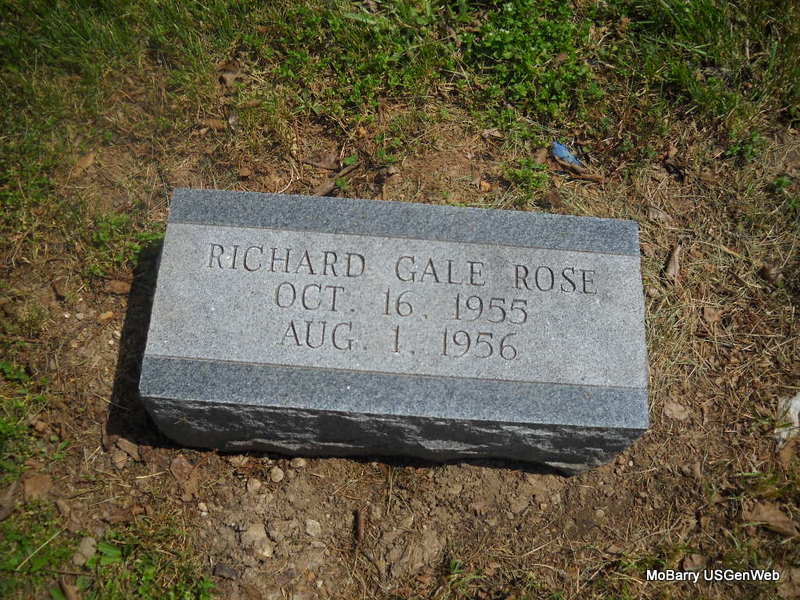 RICHARD GALE ROSE
OCT. 16. 1955
AUG. 1. 1956
MoBarry USGenWeb